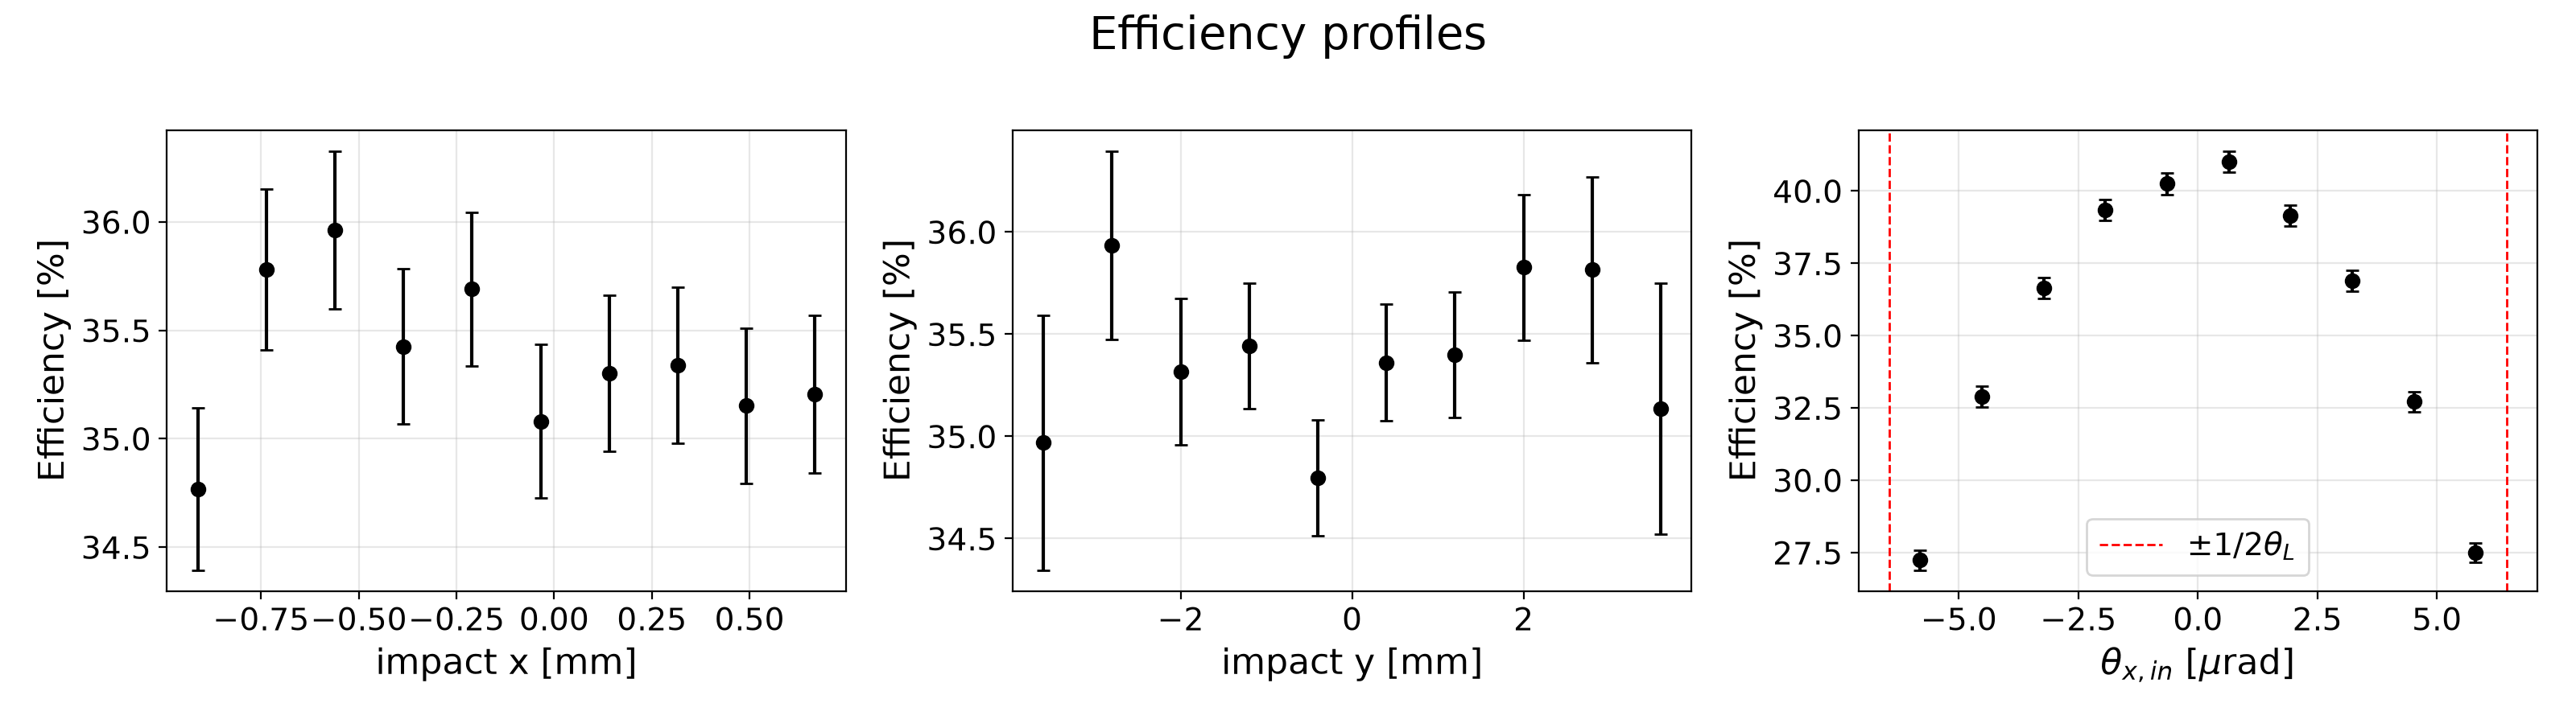 Efficiency profiles
Efficiency [%]
36.0
35.5
35.0
34.5
−0.75 −0.50 −0.25 0.00 0.25 0.50
impact x [mm]
Efficiency [%]
36.0
35.5
35.0
34.5
−2 0 2
impact y [mm]
Efficiency [%]
40.0
37.5
35.0
32.5
30.0
27.5
±1/2θ_L
−5.0 −2.5 0.0 2.5 5.0
θ_{x, in} [μrad]